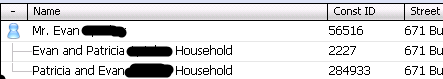 - Name Const ID Street
Mr. Evan 56516 671 Bu
Evan and Patricia Household 2227 671 Bu
Patricia and Evan Household 284933 671 Bu